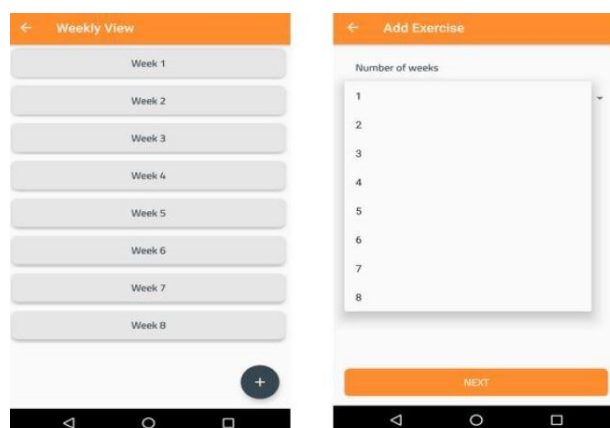 Weekly View
Week 1
Week 2
Week 3
Week 4
Week 5
Week 6
Week 7
Week 8
+
Add Exercise
Number of weeks
1
2
3
4
5
6
7
8
NEXT